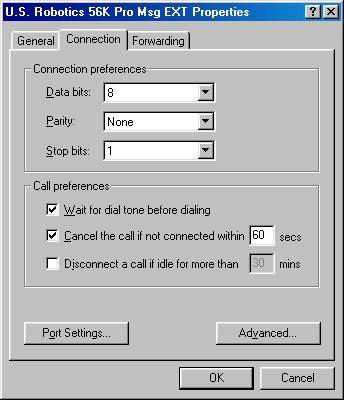 U.S. Robotics 56K Pro Msg EXT Properties
General Connection Forwarding
Connection preferences
Data bits: 8
Parity: None
Stop bits: 1
Call preferences
Wait for dial tone before dialing
Cancel the call if not connected within 60 secs
Disconnect a call if idle for more than 30 mins
Port Settings... Advanced...
OK Cancel